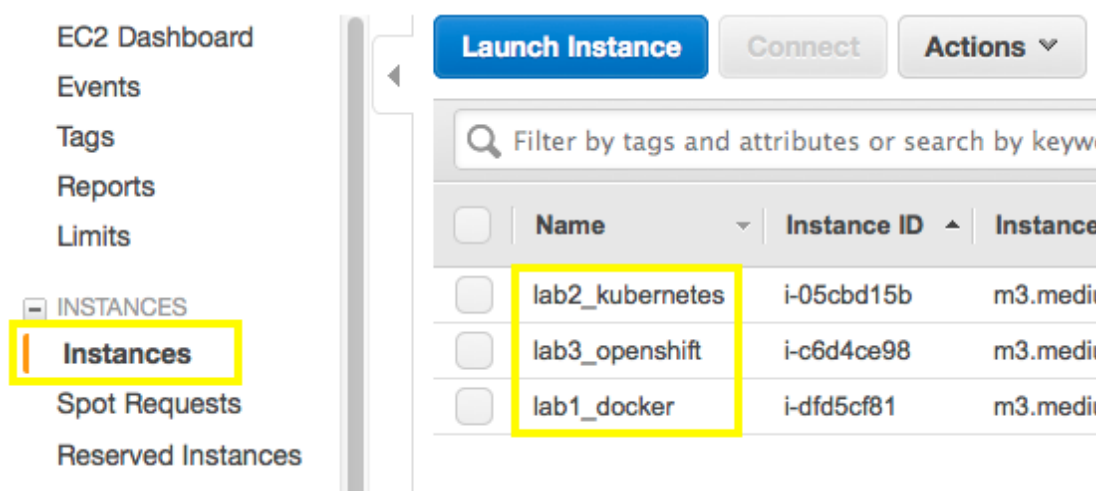 EC2 Dashboard
Events
Tags
Reports
Limits
INSTANCES
Instances
Spot Requests
Reserved Instances
Launch Instance Connect Actions
Filter by tags and attributes or search by
Name Instance ID Instance
lab2_kubernetes i-05cbd15b
lab3_openshift i-c6d4ce98
lab1_docker i-dfd5cf81